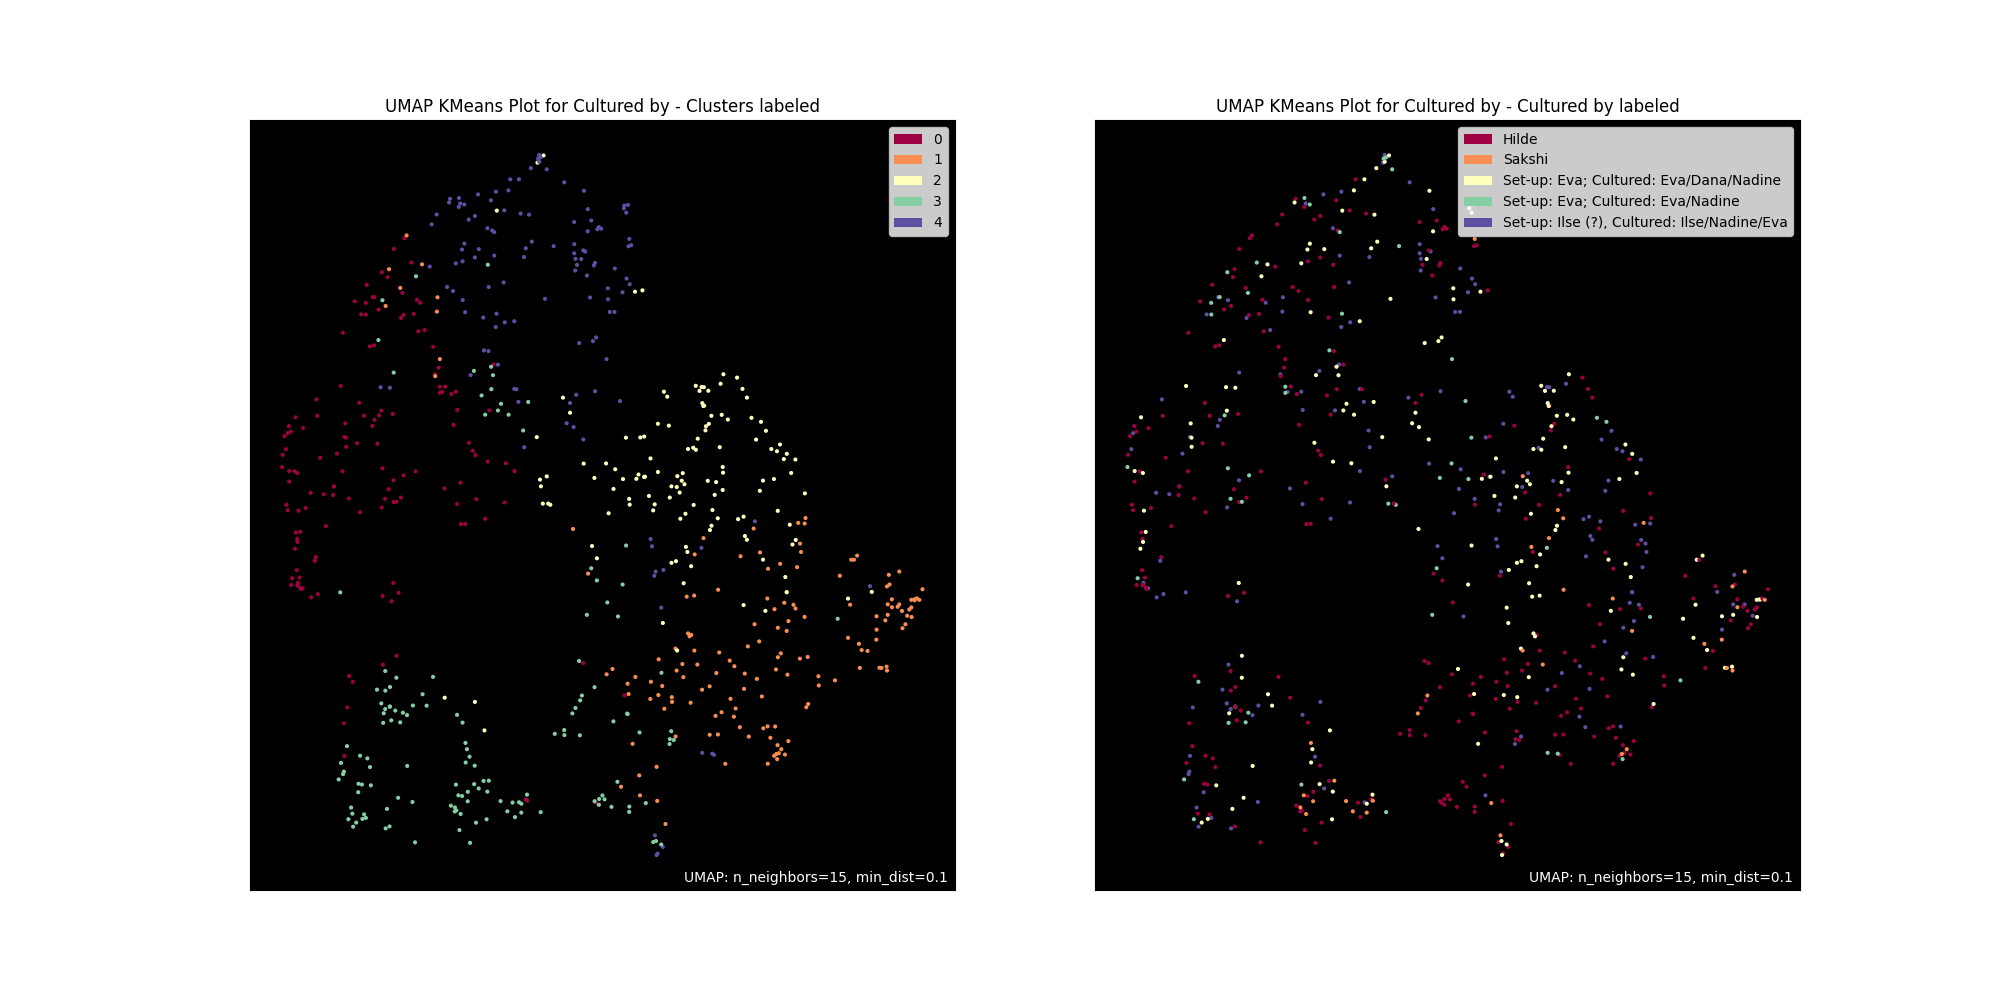 UMAP KMeans Plot for Cultured by - Clusters labeled
0
1
2
3
4
UMAP: n_neighbors=15, min_dist=0.1
UMAP KMeans Plot for Cultured by - Cultured by labeled
Hilde
Sakshi
Set-up: Eva; Cultured: Eva/Dana/Nadine
Set-up: Eva; Cultured: Eva/Nadine
Set-up: Ilse (?), Cultured: Ilse/Nadine/Eva
UMAP: n_neighbors=15, min_dist=0.1